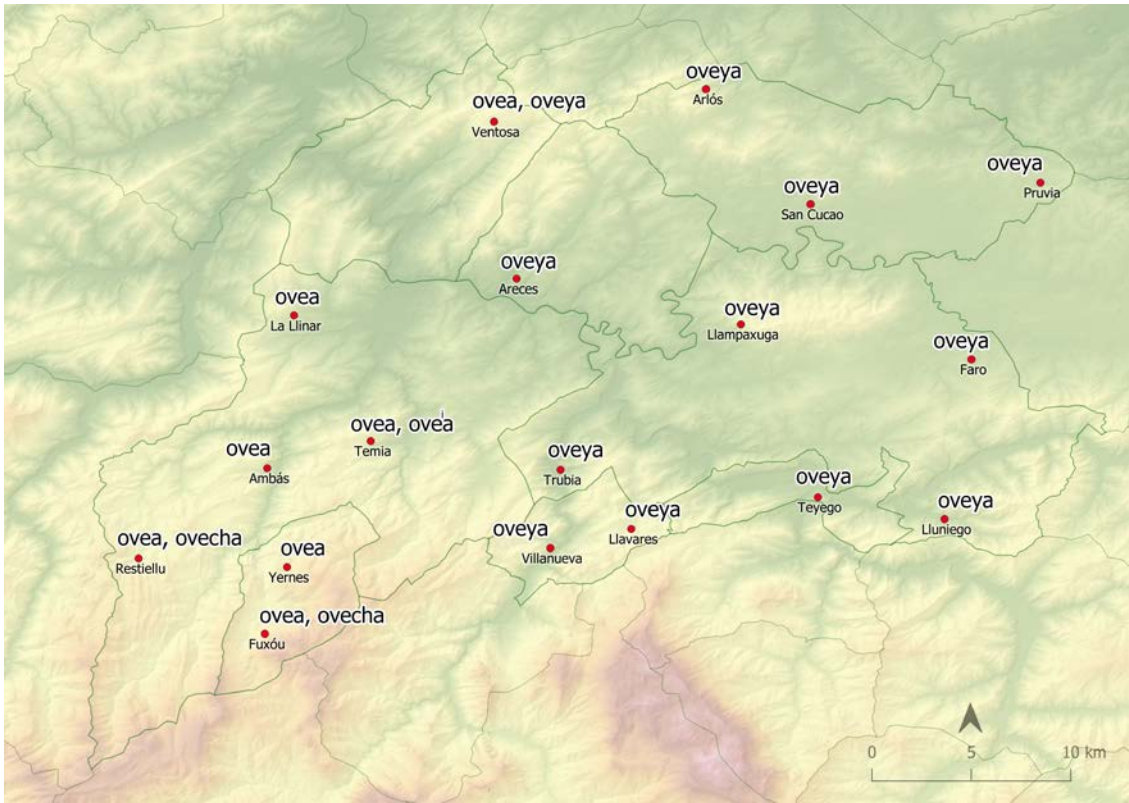 oveya
Arlós
ovea, oveya
Ventosa
oveya
Pruvia
oveya
San Cucao
oveya
Areces
ovea
La Llinar
oveya
Llampaxuga
oveya
Faro
ovea, oveⁱa
Temia
ovea
Ambás
oveya
Trubia
oveya
Teyego
oveya
Lluniego
oveya
Llavares
oveya
Villanueva
ovea, ovecha
Restiellu
ovea
Yernes
ovea, ovecha
Fuxóu
0 5 10 km